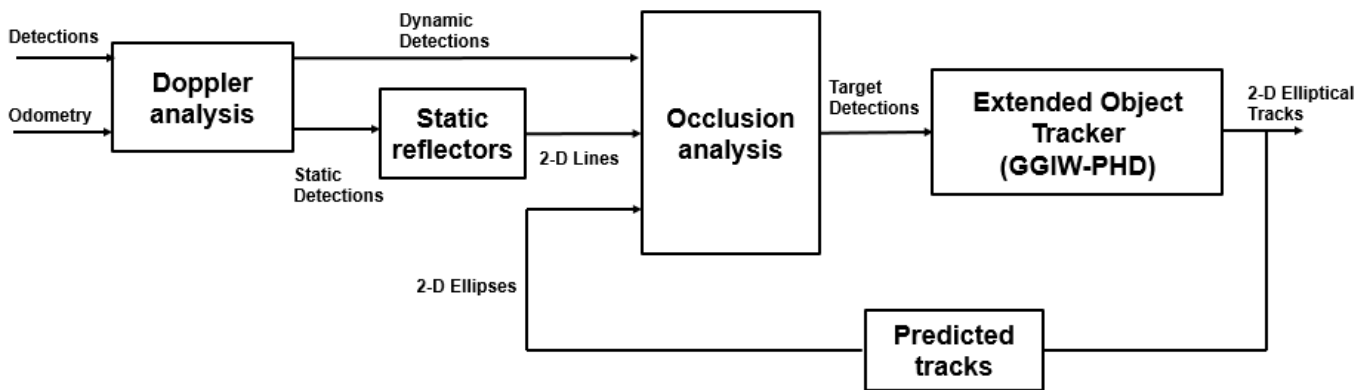 Detections
Odometry
Doppler
analysis
Dynamic
Detections
Static
Detections
Static
reflectors
2-D Lines
2-D Ellipses
Occlusion
analysis
Target
Detections
Extended Object
Tracker
(GGIW-PHD)
2-D Elliptical
Tracks
Predicted
tracks